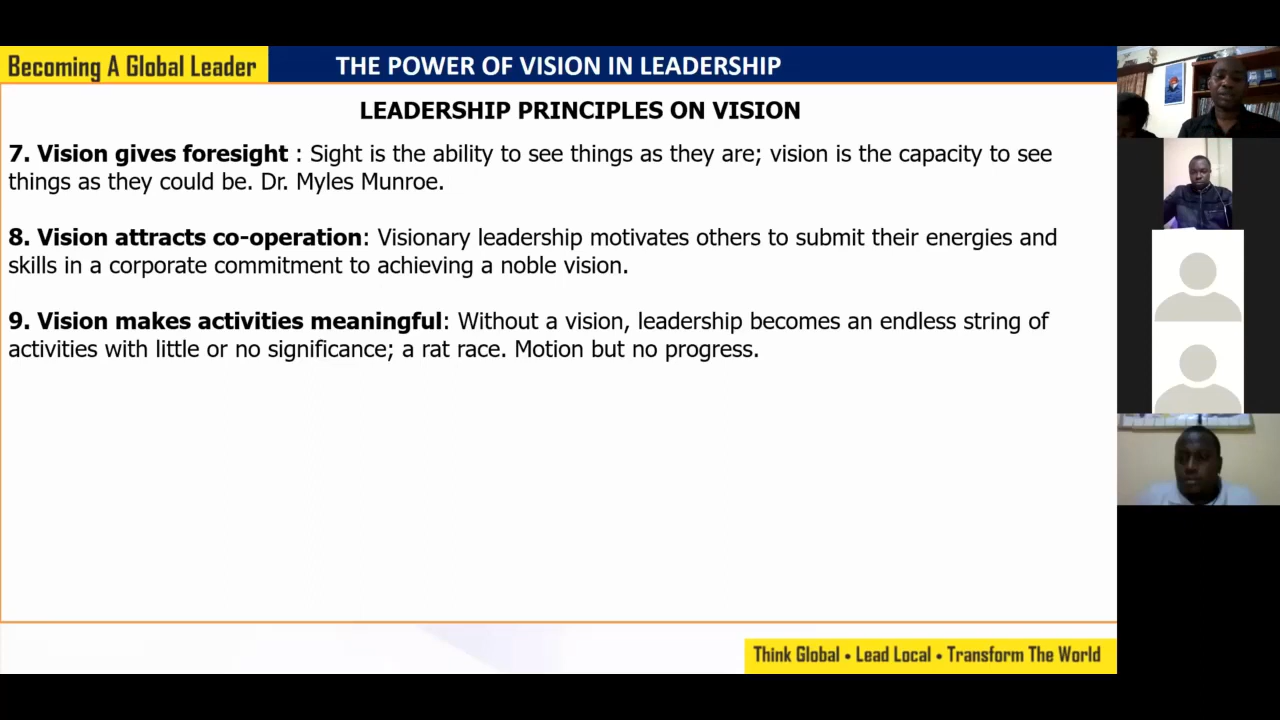 Becoming A Global Leader
THE POWER OF VISION IN LEADERSHIP
LEADERSHIP PRINCIPLES ON VISION
7. Vision gives foresight : Sight is the ability to see things as they are; vision is the capacity to see
things as they could be. Dr. Myles Munroe.
8. Vision attracts co-operation: Visionary leadership motivates others to submit their energies and
skills in a corporate commitment to achieving a noble vision.
9. Vision makes activities meaningful: Without a vision, leadership becomes an endless string of
activities with little or no significance; a rat race. Motion but no progress.
Think Global • Lead Local • Transform The World